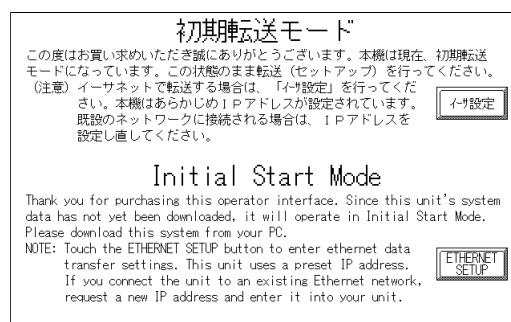 初期転送モード
この度はお買い求めいただき誠にありがとうございます。本機は現在、初期転送
モードになっています。この状態のまま転送（セットアップ）を行ってください。
（注意）イーサネットで転送する場合は、「ｲｰｻ設定」を行ってくだ
さい。本機はあらかじめＩＰアドレスが設定されています。
既設のネットワークに接続される場合は、ＩＰアドレスを
設定し直してください。
ｲｰｻ設定
Initial Start Mode
Thank you for purchasing this operator interface. Since this unit's system
data has not yet been downloaded, it will operate in Initial Start Mode.
Please download this system from your PC.
NOTE: Touch the ETHERNET SETUP button to enter ethernet data
transfer settings. This unit uses a preset IP address.
If you connect the unit to an existing Ethernet network,
request a new IP address and enter it into your unit.
ETHERNET
SETUP